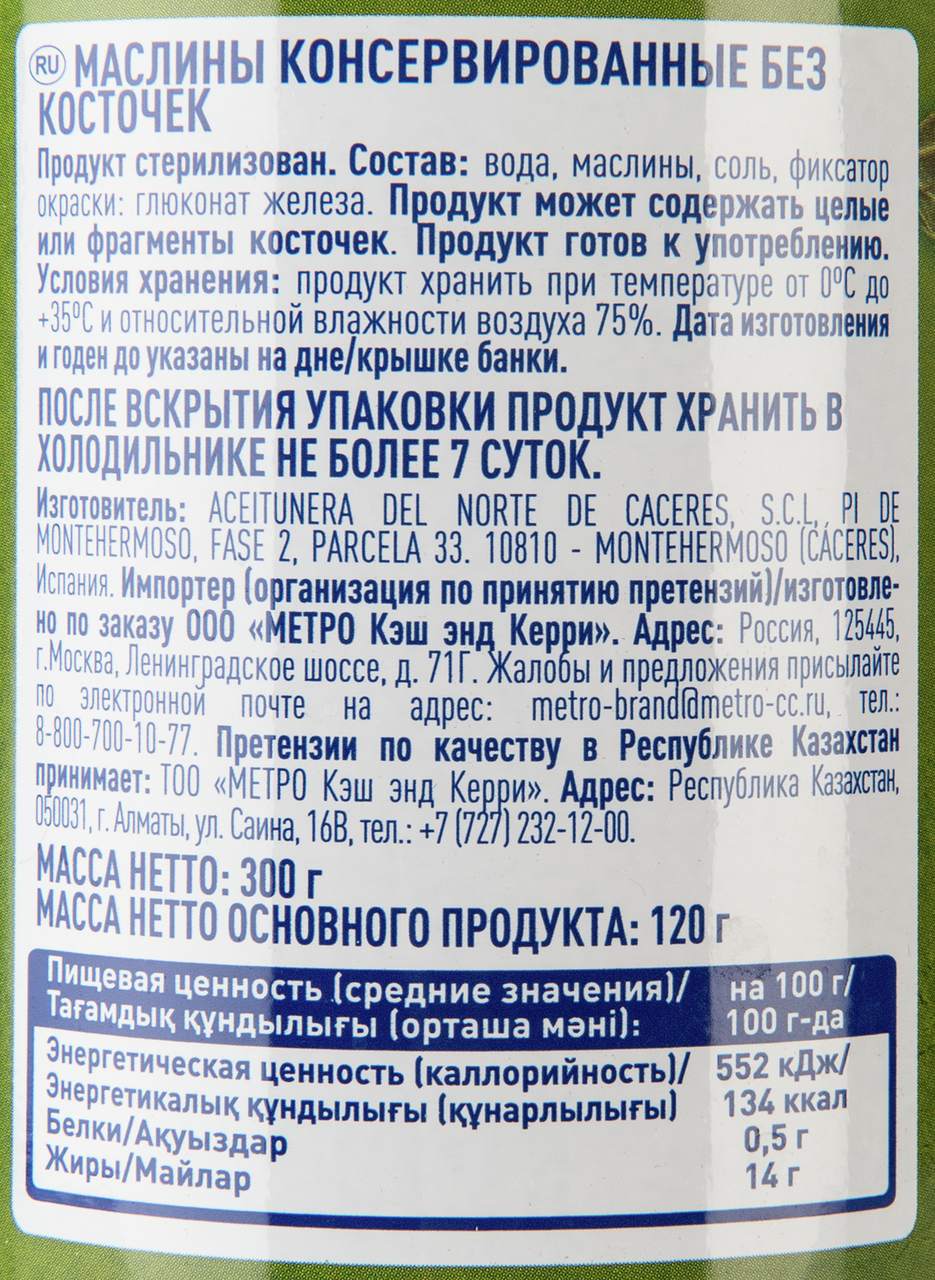 RU МАСЛИНЫ КОНСЕРВИРОВАННЫЕ БЕЗ
КОСТОЧЕК
Продукт стерилизован. Состав: вода, маслины, соль, фиксатор
окраски: глюконат железа. Продукт может содержать целые
или фрагменты косточек. Продукт готов к употреблению.
Условия хранения: продукт хранить при температуре от 0ºС до
+35ºС и относительной влажности воздуха 75%. Дата изготовления
и годен до указаны на дне/крышке банки.
ПОСЛЕ ВСКРЫТИЯ УПАКОВКИ ПРОДУКТ ХРАНИТЬ В
ХОЛОДИЛЬНИКЕ НЕ БОЛЕЕ 7 СУТОК.
Изготовитель: ACEITUNERA DEL NORTE DE CACERES, S.C.L, PI DE
MONTEHERMOSO, FASE 2, PARCELA 33. 10810 - MONTEHERMOSO (CÁCERES),
Испания. Импортер (организация по принятию претензий)/изготовле-
но по заказу ООО «МЕТРО Кэш энд Керри». Адрес: Россия, 125445,
г.Москва, Ленинградское шоссе, д. 71Г. Жалобы и предложения присылайте
по электронной почте на адрес: metro-brand@metro-cc.ru, тел.:
8-800-700-10-77. Претензии по качеству в Республике Казахстан
принимает: ТОО «МЕТРО Кэш энд Керри». Адрес: Республика Казахстан,
050031, г. Алматы, ул. Саина, 16В, тел.: +7 (727) 232-12-00.
МАССА НЕТТО: 300 г
МАССА НЕТТО ОСНОВНОГО ПРОДУКТА: 120 г
Пищевая ценность (средние значения)/ на 100 г/
Тағамдық құндылығы (орташа мәні): 100 г-да
Энергетическая ценность (каллорийность)/ 552 кДж/
Энергетикалық құндылығы (құнарлылығы) 134 ккал
Белки/Ақуыздар 0,5 г
Жиры/Майлар 14 г